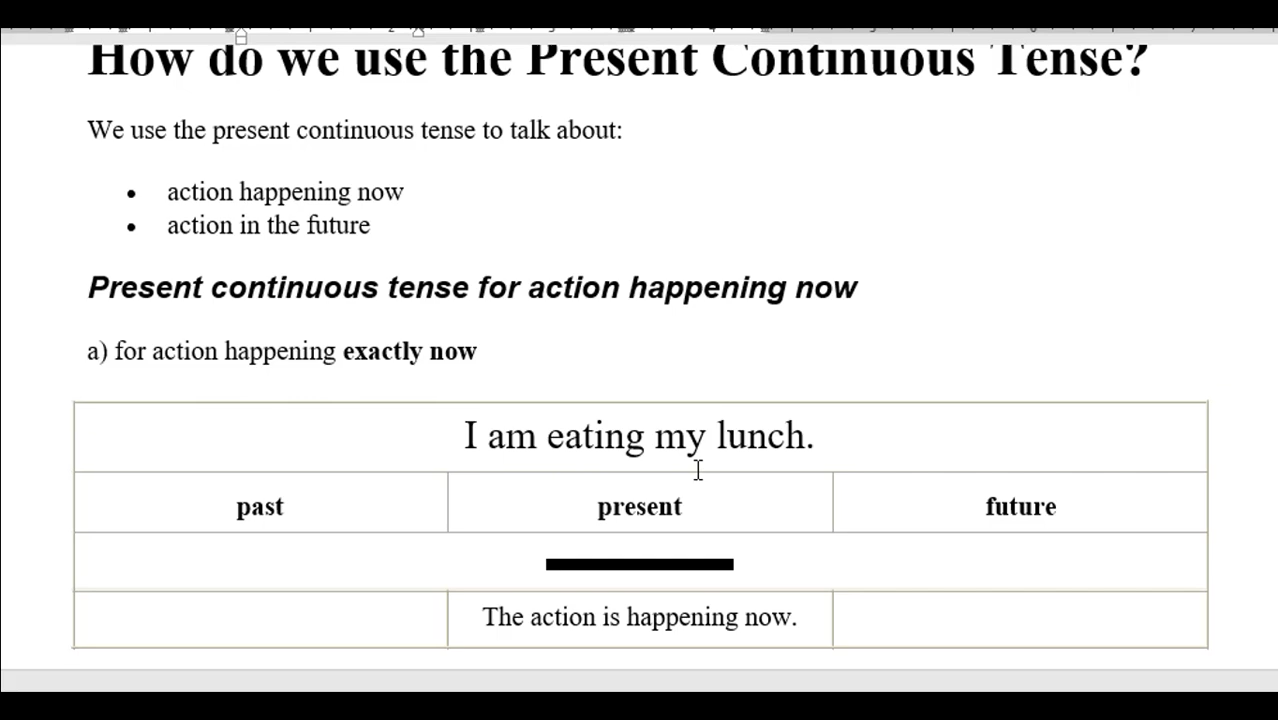 How do we use the Present Continuous Tense?
We use the present continuous tense to talk about:
• action happening now
• action in the future
Present continuous tense for action happening now
a) for action happening exactly now
I am eating my lunch.
past present future
The action is happening now.